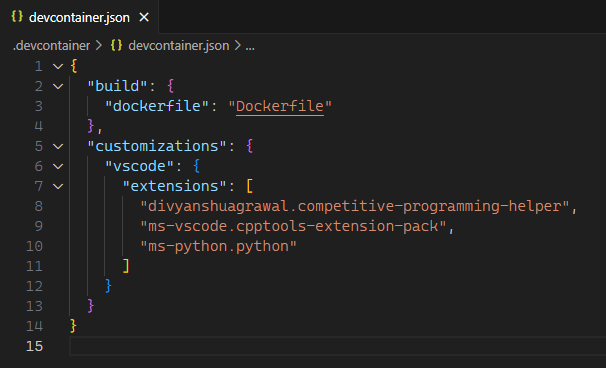 {} devcontainer.json ×
.devcontainer > {} devcontainer.json > ...
1 {
2   "build": {
3     "dockerfile": "Dockerfile"
4   },
5   "customizations": {
6     "vscode": {
7       "extensions": [
8         "divyanshuagrawal.competitive-programming-helper",
9         "ms-vscode.cpptools-extension-pack",
10         "ms-python.python"
11       ]
12     }
13   }
14 }
15